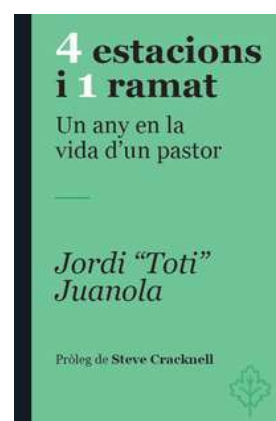 4 estacions
i 1 ramat
Un any en la
vida d'un pastor
Jordi “Toti”
Juanola
Pròleg de Steve Cracknell